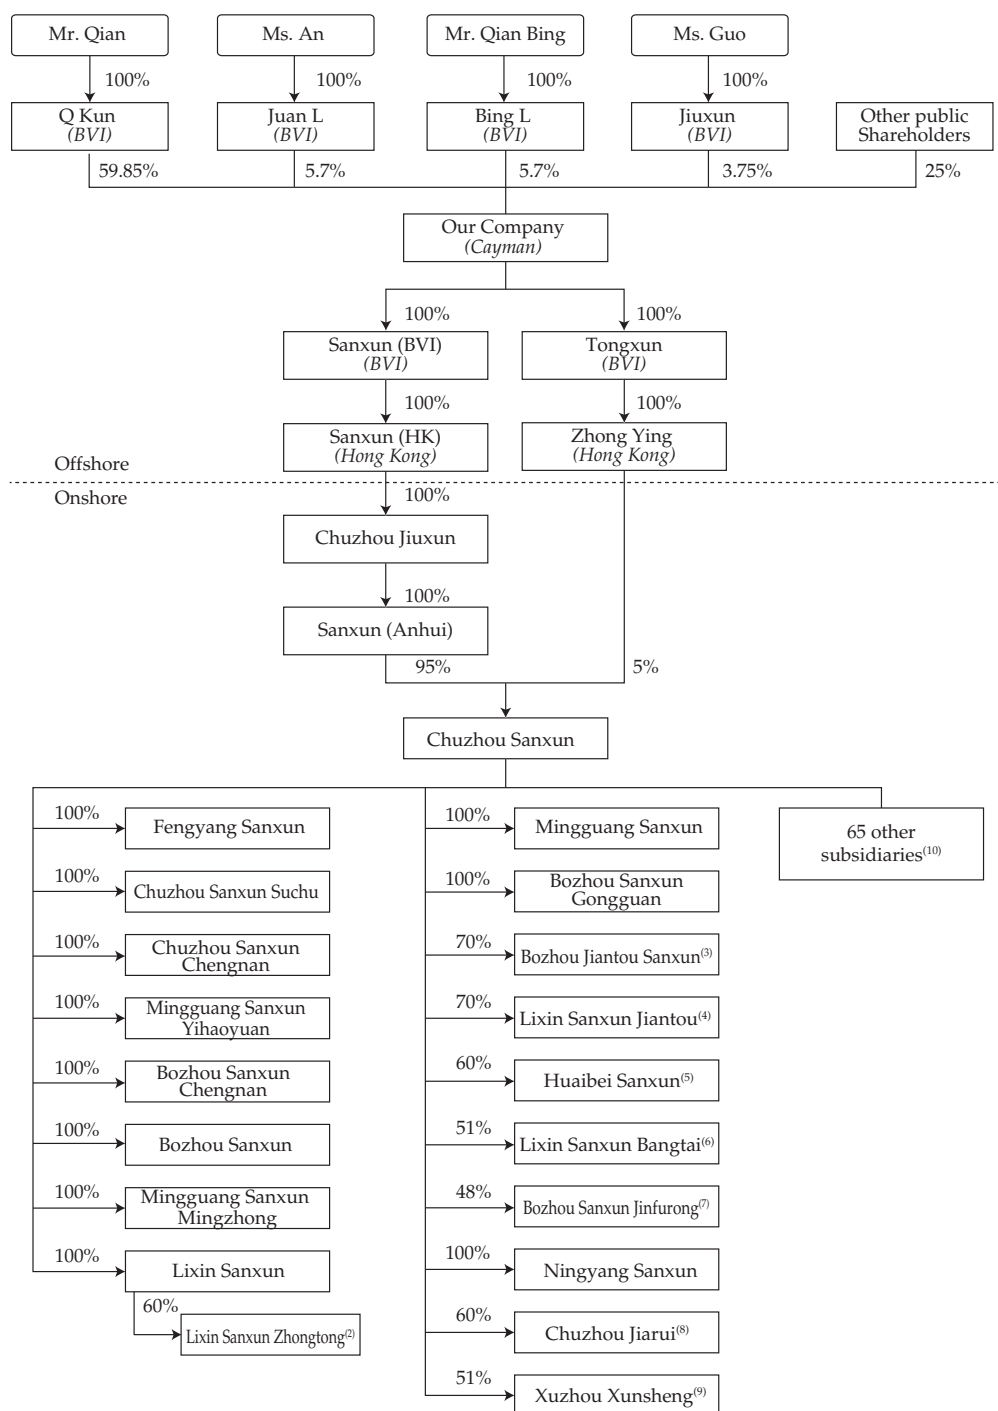 Mr. Qian
Ms. An
Mr. Qian Bing
Ms. Guo
100%
100%
100%
100%
Q Kun
(BVI)
Juan L
(BVI)
Bing L
(BVI)
Jiuxun
(BVI)
Other public
Shareholders
59.85%
5.7%
5.7%
3.75%
25%
Our Company
(Cayman)
100%
100%
Sanxun (BVI)
(BVI)
Tongxun
(BVI)
100%
100%
Sanxun (HK)
(Hong Kong)
Zhong Ying
(Hong Kong)
Offshore
Onshore
100%
Chuzhou Jiuxun
100%
Sanxun (Anhui)
95%
5%
Chuzhou Sanxun
100%
Fengyang Sanxun
100%
Chuzhou Sanxun Suchu
100%
Chuzhou Sanxun
Chengnan
100%
Mingguang Sanxun
Yihaoyuan
100%
Bozhou Sanxun
Chengnan
100%
Bozhou Sanxun
100%
Mingguang Sanxun
Mingzhong
100%
Lixin Sanxun
60%
Lixin Sanxun Zhongtong(2)
100%
Mingguang Sanxun
100%
Bozhou Sanxun
Gongguan
70%
Bozhou Jiantou Sanxun(3)
70%
Lixin Sanxun Jiantou(4)
60%
Huaibei Sanxun(5)
51%
Lixin Sanxun Bangtai(6)
48%
Bozhou Sanxun Jinfurong(7)
100%
Ningyang Sanxun
60%
Chuzhou Jiarui(8)
51%
Xuzhou Xunsheng(9)
65 other
subsidiaries(10)